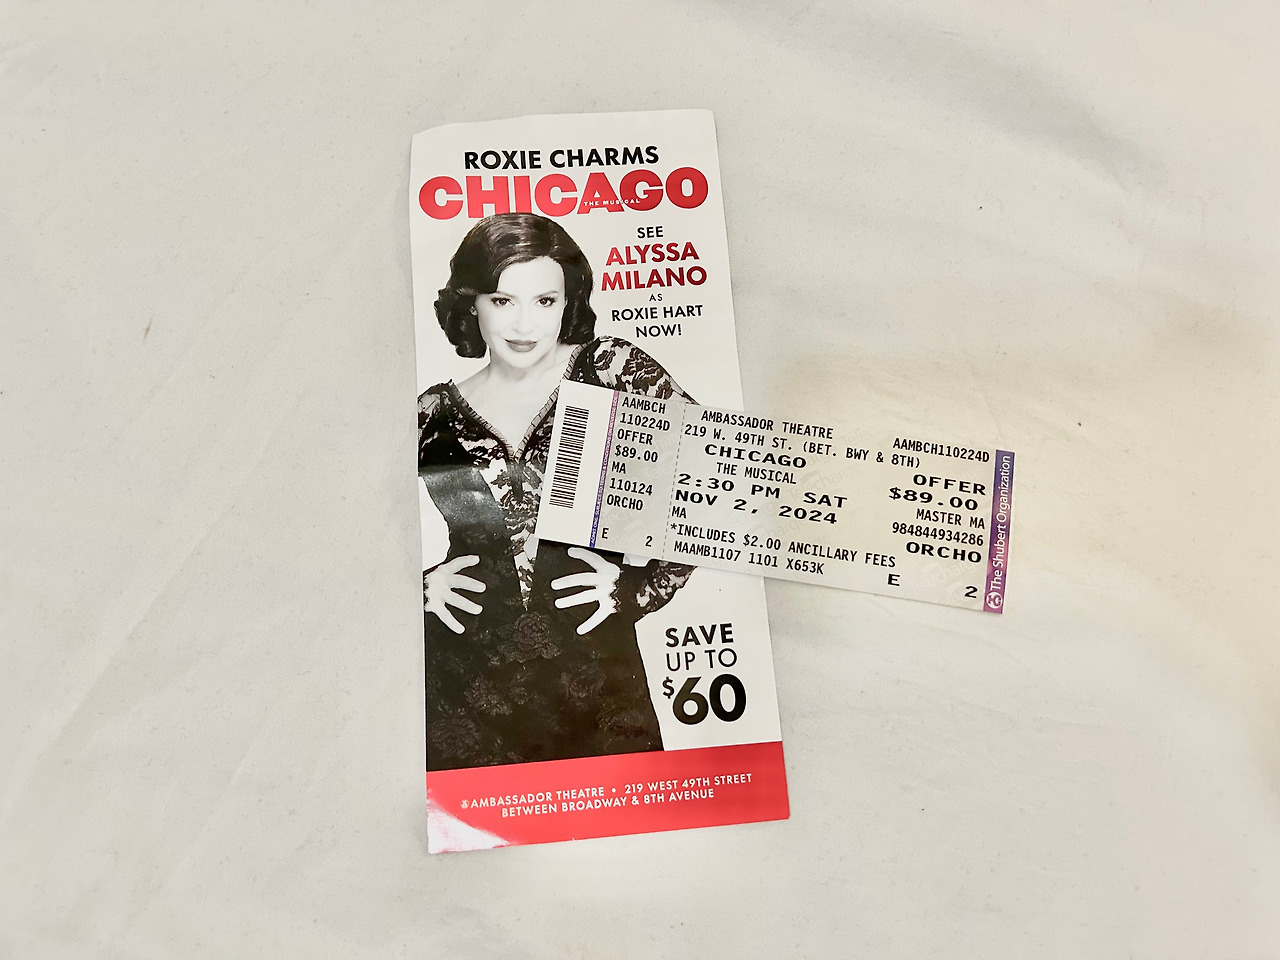 ROXIE CHARMS
CHICAGO
THE MUSICAL
SEE
ALYSSA
MILANO
AS
ROXIE HART
NOW!
SAVE
UP TO
$60
AMBASSADOR THEATRE • 219 WEST 49TH STREET
BETWEEN BROADWAY & 8TH AVENUE
AAMBCH
110224D
OFFER
$89.00
MA
110124
ORCHO
E 2
AMBASSADOR THEATRE
219 W. 49TH ST. (BET. BWY & 8TH)
CHICAGO
THE MUSICAL
2:30 PM SAT
NOV 2, 2024
MA
*INCLUDES $2.00 ANCILLARY FEES
MAAMB1107 1101 X653K
AAMBCH110224D
OFFER
$89.00
MASTER MA
984844934286
ORCHO
E 2
The Shubert Organization